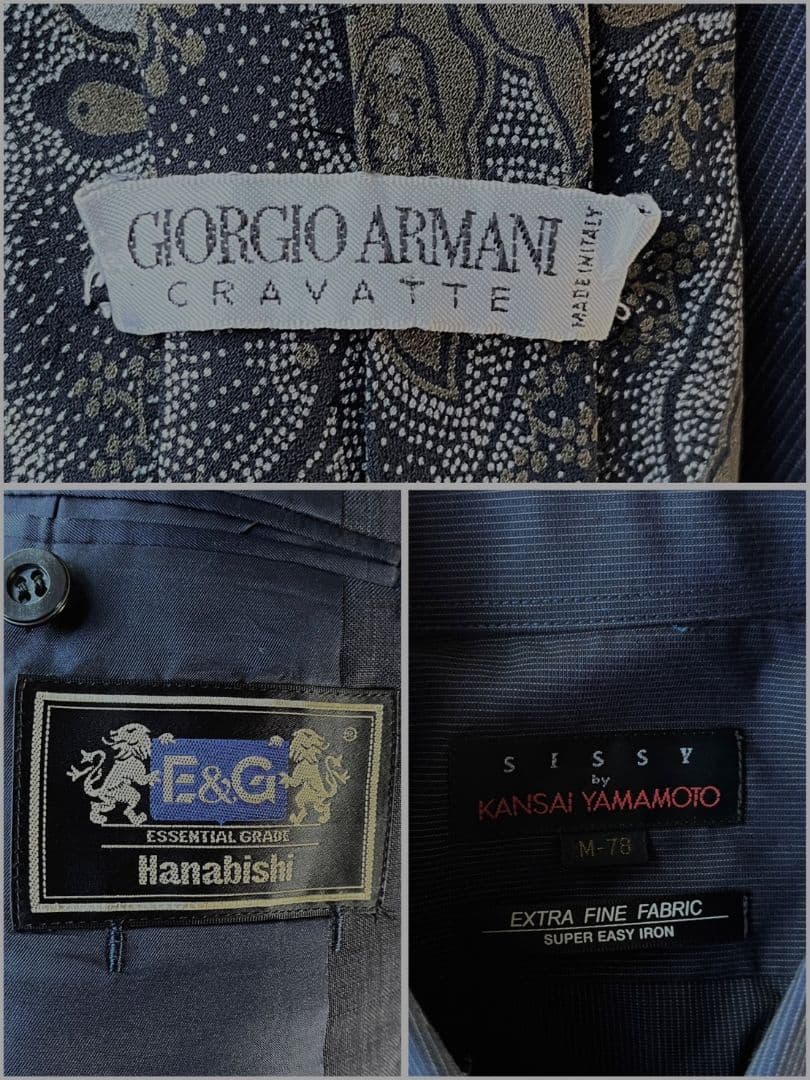 GIORGIO ARMANI
CRAVATTE
MADE IN ITALY
E&G
®
ESSENTIAL GRADE
Hanabishi
SISSY
by
KANSAI YAMAMOTO
M-78
EXTRA FINE FABRIC
SUPER EASY IRON